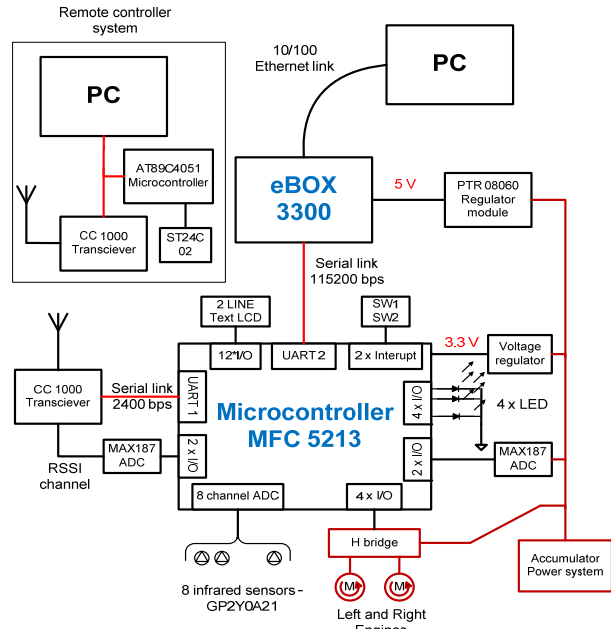 Remote controller
system
PC
AT89C4051
Microcontroller
CC 1000
Transciever
ST24C
02
10/100
Ethernet link
PC
eBOX
3300
5 V
PTR 08060
Regulator
module
Serial link
115200 bps
2 LINE
Text LCD
SW1
SW2
12*I/O
UART 2
2 x Interupt
3.3 V
Voltage
regulator
CC 1000
Transciever
Serial link
2400 bps
UART 1
Microcontroller
MFC 5213
4 x I/O
4 x LED
RSSI
channel
MAX187
ADC
2 x I/O
2 x I/O
MAX187
ADC
8 channel ADC
4 x I/O
H bridge
Accumulator
Power system
M
M
8 infrared sensors -
GP2Y0A21
Left and Right
Engines